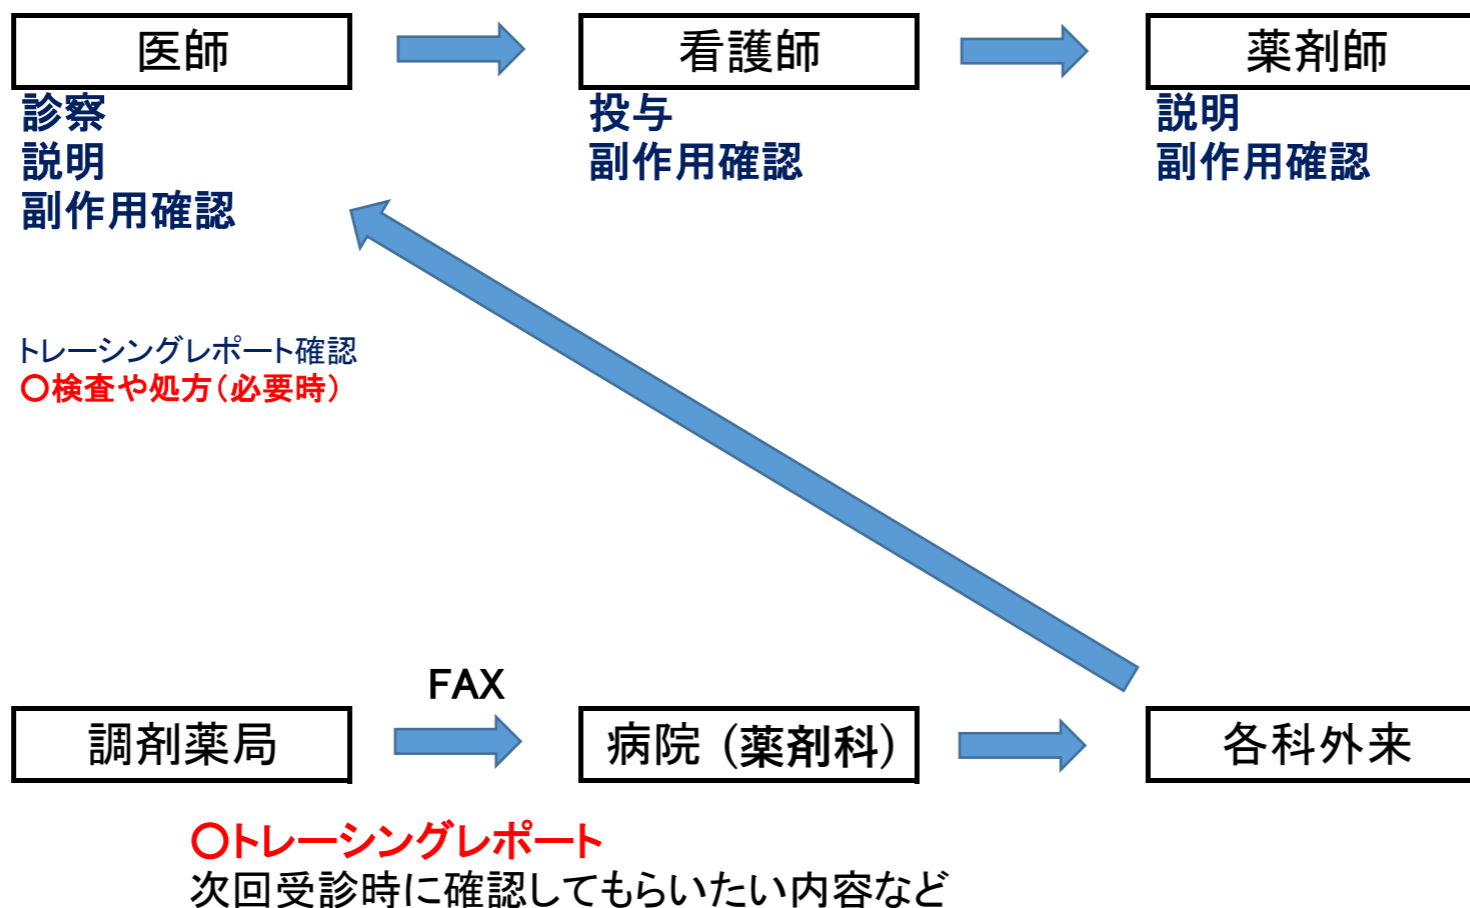 医師
看護師
薬剤師
診察
説明
副作用確認
投与
副作用確認
説明
副作用確認
トレーシングレポート確認
〇検査や処方(必要時)
FAX
調剤薬局
病院 (薬剤科)
各科外来
〇トレーシングレポート
次回受診時に確認してもらいたい内容など